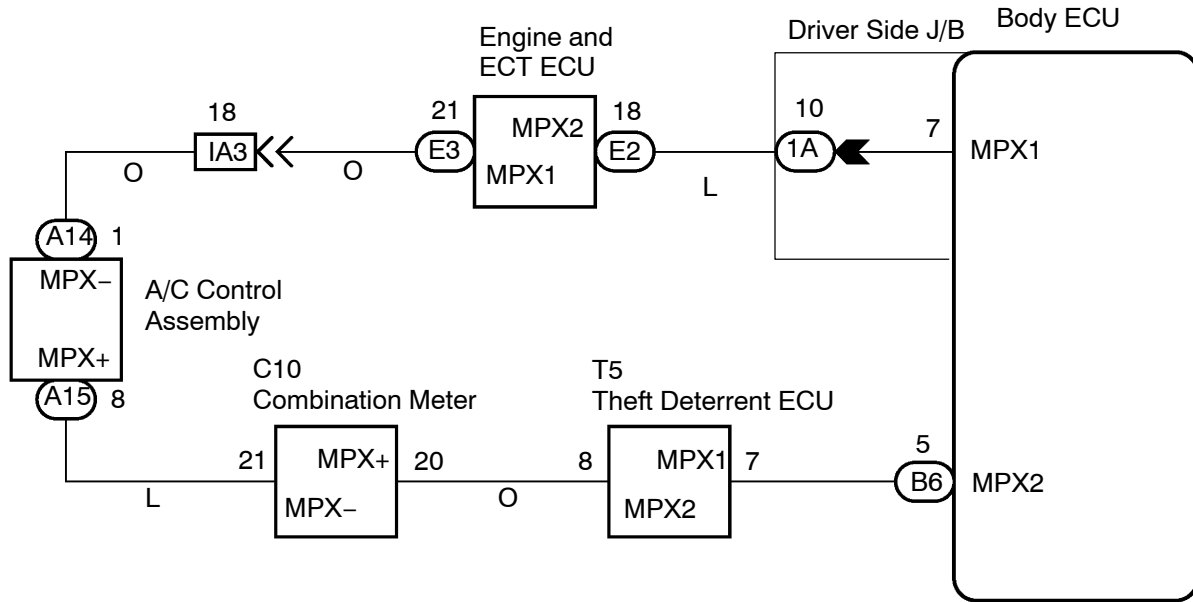 Body ECU
Driver Side J/B
Engine and
ECT ECU
18
21
18
10
7
IA3
E3
MPX2
MPX1
E2
1A
MPX1
O
O
L
A14
1
MPX−
MPX+
A/C Control
Assembly
A15
8
C10
Combination Meter
T5
Theft Deterrent ECU
21
MPX+
MPX−
20
8
MPX1
MPX2
7
5
B6
MPX2
L
O